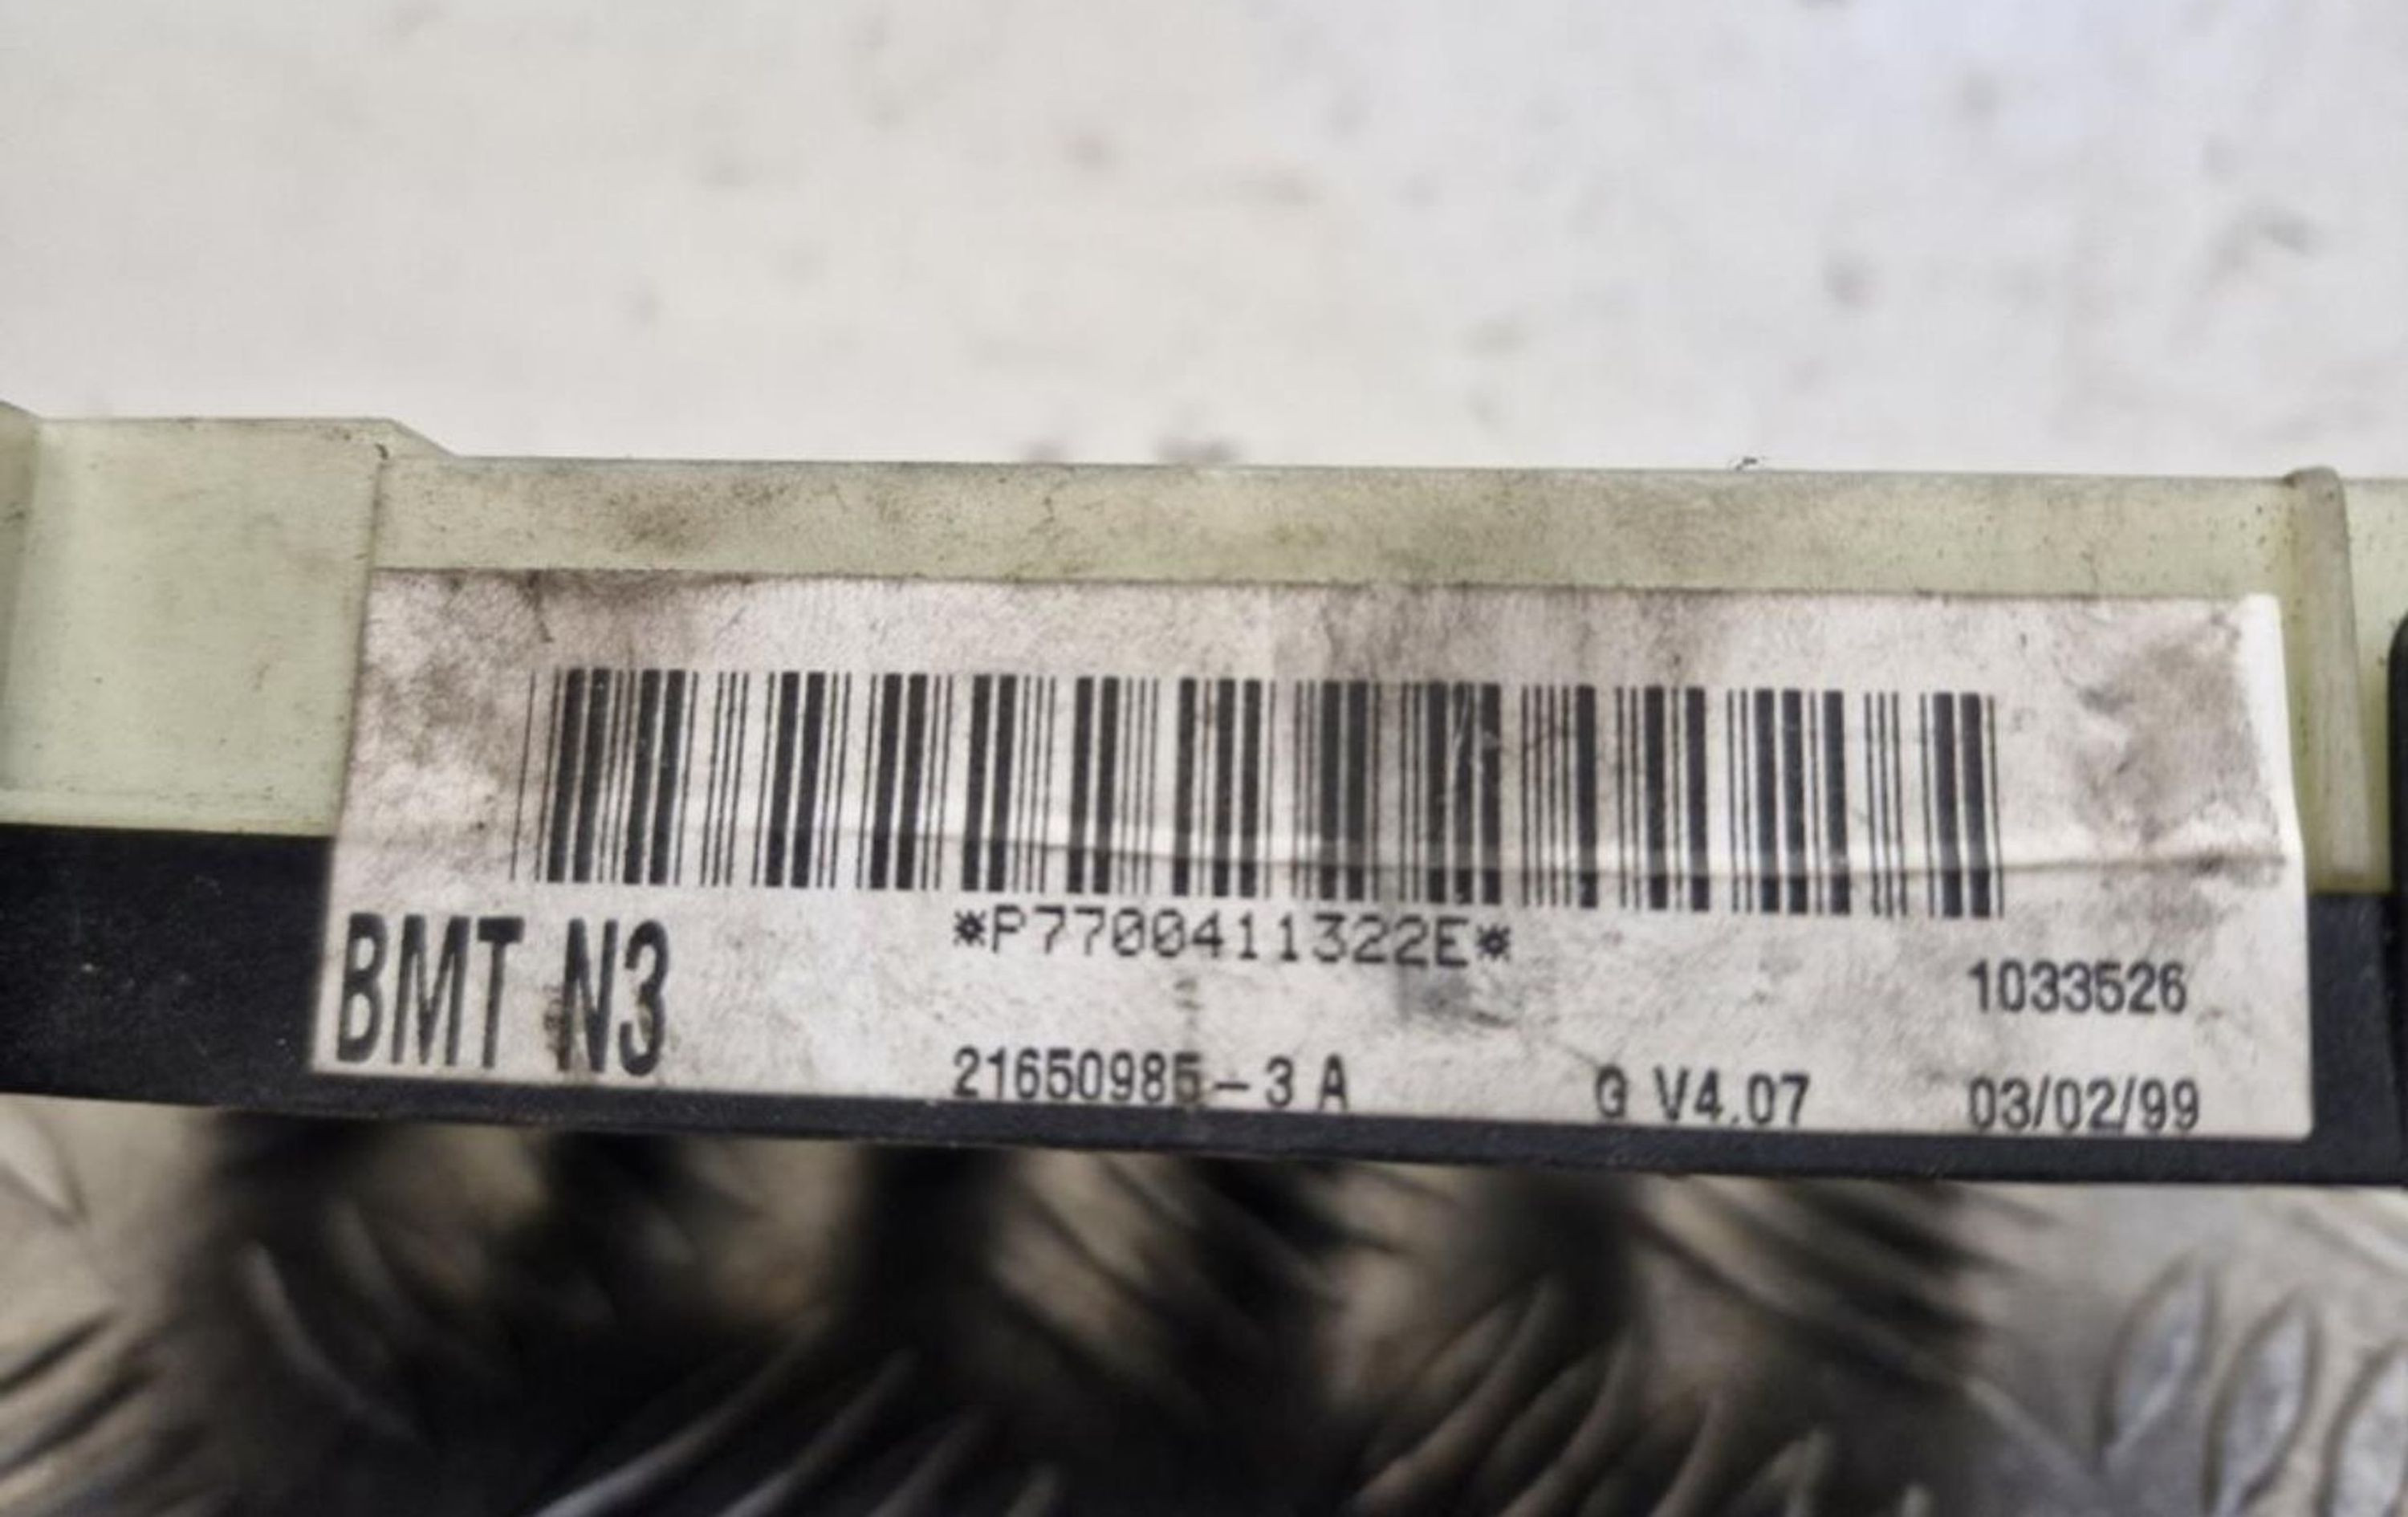 *P7700411322E*
BMT N3
1033526
21650985-3 A G V4.07 03/02/99